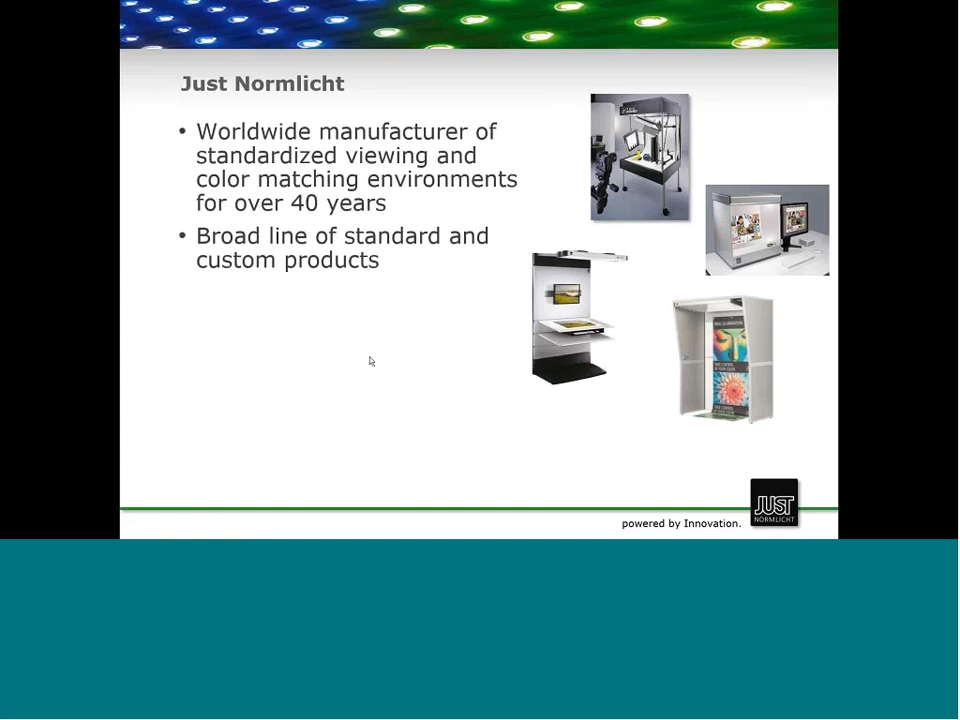 Just Normlicht
• Worldwide manufacturer of
standardized viewing and
color matching environments
for over 40 years
• Broad line of standard and
custom products
powered by Innovation.
JUST
NORMLICHT